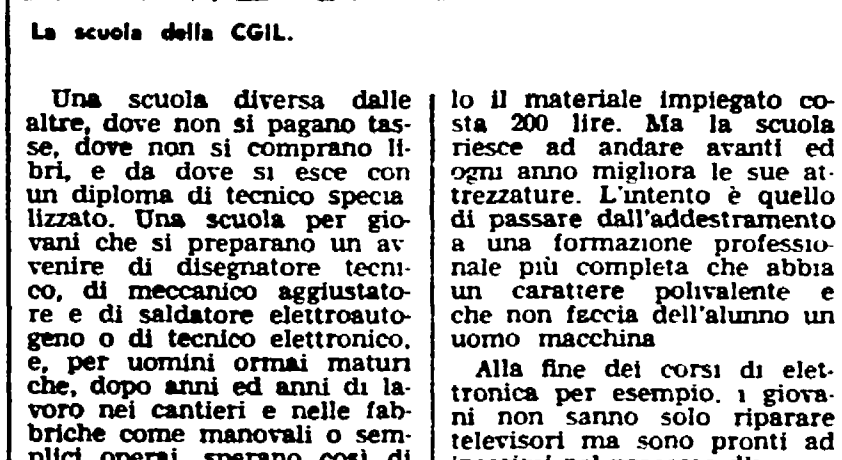 La scuola della CGIL.
Una scuola diversa dalle
altre, dove non si pagano tas-
se, dove non si comprano li-
bri, e da dove si esce con
un diploma di tecnico specia
lizzato. Una scuola per gio-
vani che si preparano un av
venire di disegnatore tecni-
co, di meccanico aggiustato-
re e di saldatore elettroauto-
geno o di tecnico elettronico.
e, per uomini ormai maturi
che, dopo anni ed anni di la-
voro nei cantieri e nelle fab-
briche come manovali o sem-
plici operai, sperano così di
lo il materiale impiegato co-
sta 200 lire. Ma la scuola
riesce ad andare avanti ed
ogni anno migliora le sue at-
trezzature. L'intento è quello
di passare dall'addestramento
a una formazione professio-
nale più completa che abbia
un carattere polivalente e
che non faccia dell'alunno un
uomo macchina
Alla fine dei corsi di elet-
tronica per esempio. i giova-
ni non sanno solo riparare
televisori ma sono pronti ad